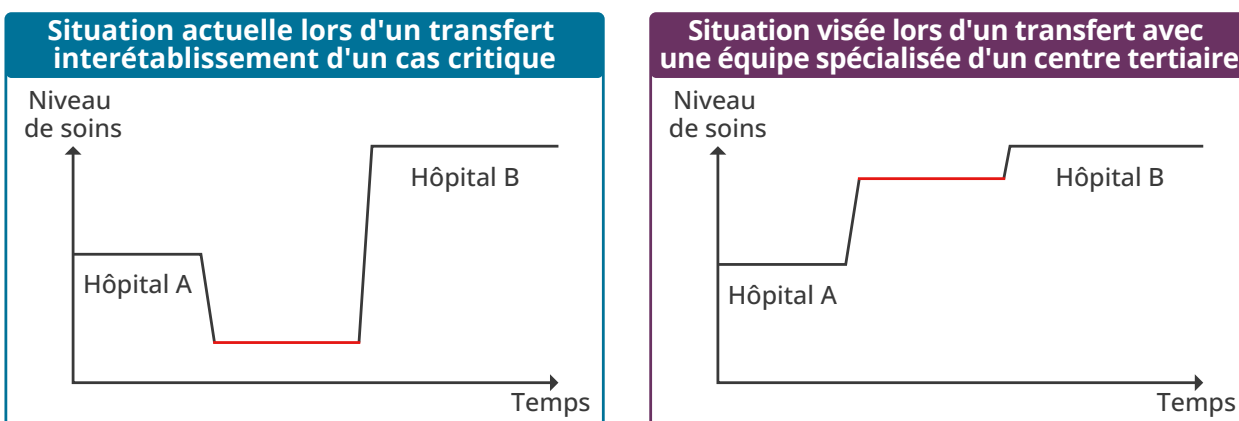 Situation actuelle lors d'un transfert
interétablissement d'un cas critique
Niveau
de soins
Hôpital B
Hôpital A
Temps
Situation visée lors d'un transfert avec
une équipe spécialisée d'un centre tertiaire
Niveau
de soins
Hôpital B
Hôpital A
Temps